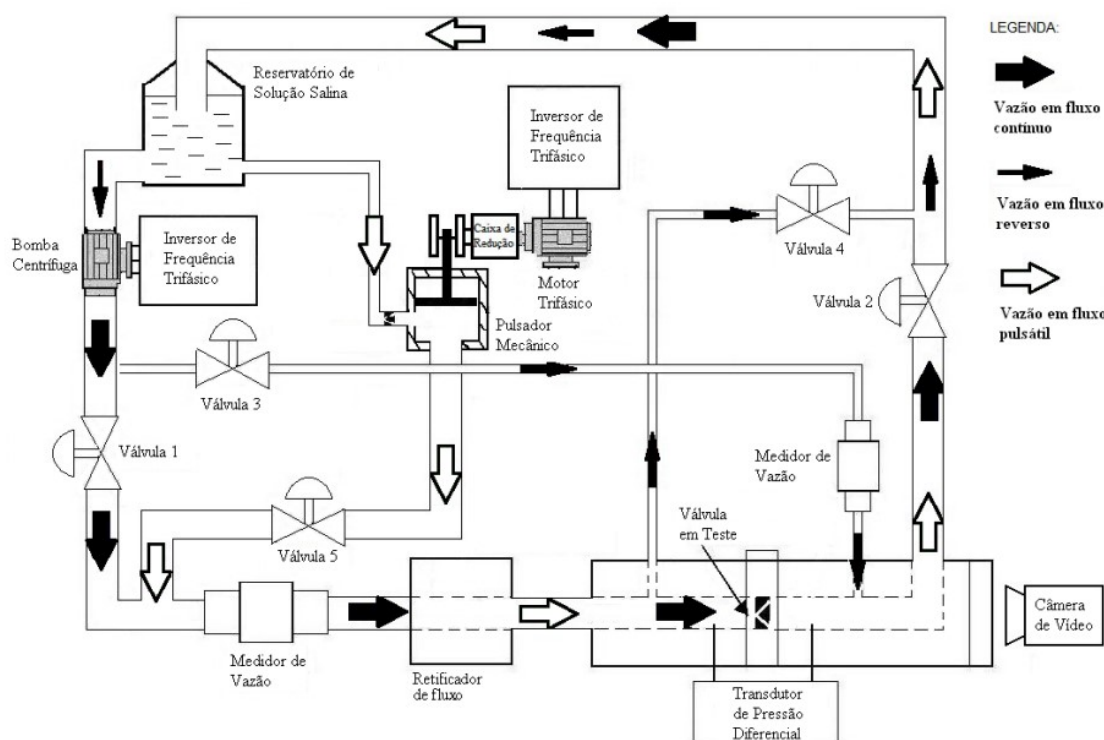 LEGENDA:
Vazão em fluxo
contínuo
Vazão em fluxo
reverso
Vazão em fluxo
pulsátil
Reservatório de
Solução Salina
Inversor de
Frequência
Trifásico
Bomba
Centrífuga
Inversor de
Frequência
Trifásico
Caixa de
Redução
Motor
Trifásico
Pulsador
Mecânico
Válvula 4
Válvula 2
Válvula 3
Válvula 1
Medidor de
Vazão
Válvula 5
Válvula
em Teste
Medidor de
Vazão
Retificador
de fluxo
Transdutor
de Pressão
Diferencial
Câmera
de Vídeo